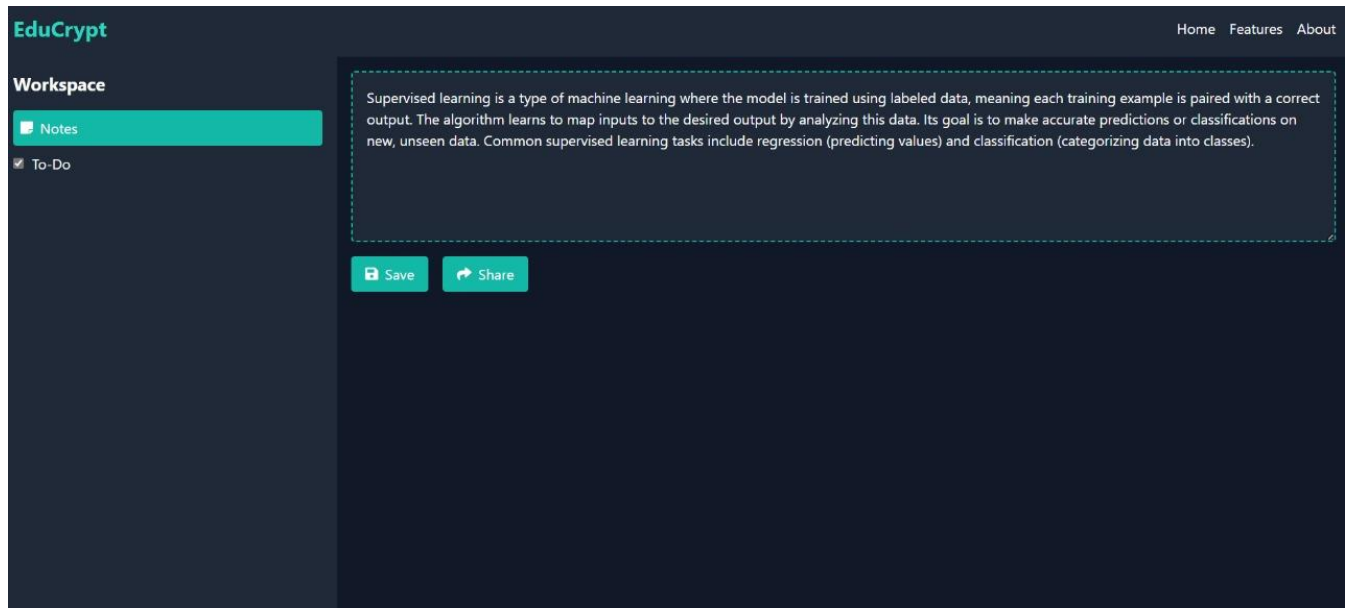 EduCrypt
Home Features About
Workspace
Notes
To-Do
Supervised learning is a type of machine learning where the model is trained using labeled data, meaning each training example is paired with a correct
output. The algorithm learns to map inputs to the desired output by analyzing this data. Its goal is to make accurate predictions or classifications on
new, unseen data. Common supervised learning tasks include regression (predicting values) and classification (categorizing data into classes).
Save Share